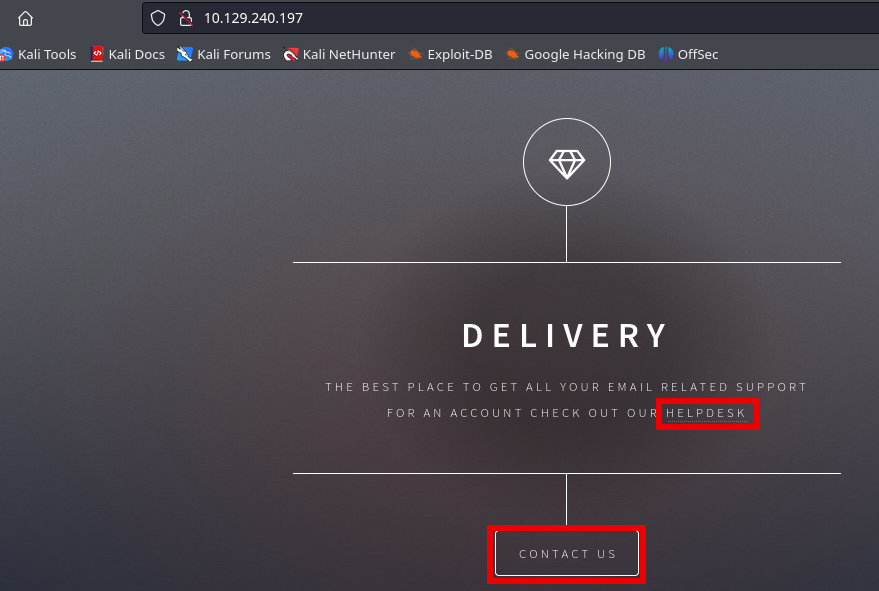 10.129.240.197
Kali Tools Kali Docs Kali Forums Kali NetHunter Exploit-DB Google Hacking DB OffSec
DELIVERY
THE BEST PLACE TO GET ALL YOUR EMAIL RELATED SUPPORT
FOR AN ACCOUNT CHECK OUT OUR HELPDESK
CONTACT US